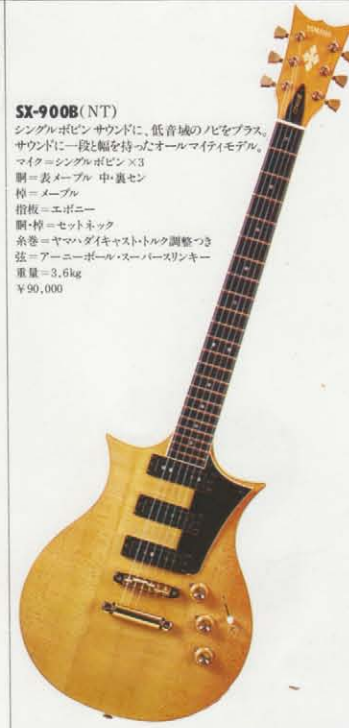 SX-900B(NT)
シングルボビンサウンドに、低音域のノビをプラス。
サウンドに一段と幅を持ったオールマイティモデル。
マイク＝シングルボビン×3
胴＝表メープル 中・裏セン
棹＝メープル
指板＝エボニー
胴・棹＝セットネック
糸巻＝ヤマハダイキャスト・トルク調整つき
弦＝アーニーボール・スーパースリンキー
重量＝3.6kg
¥90,000
YAMAHA